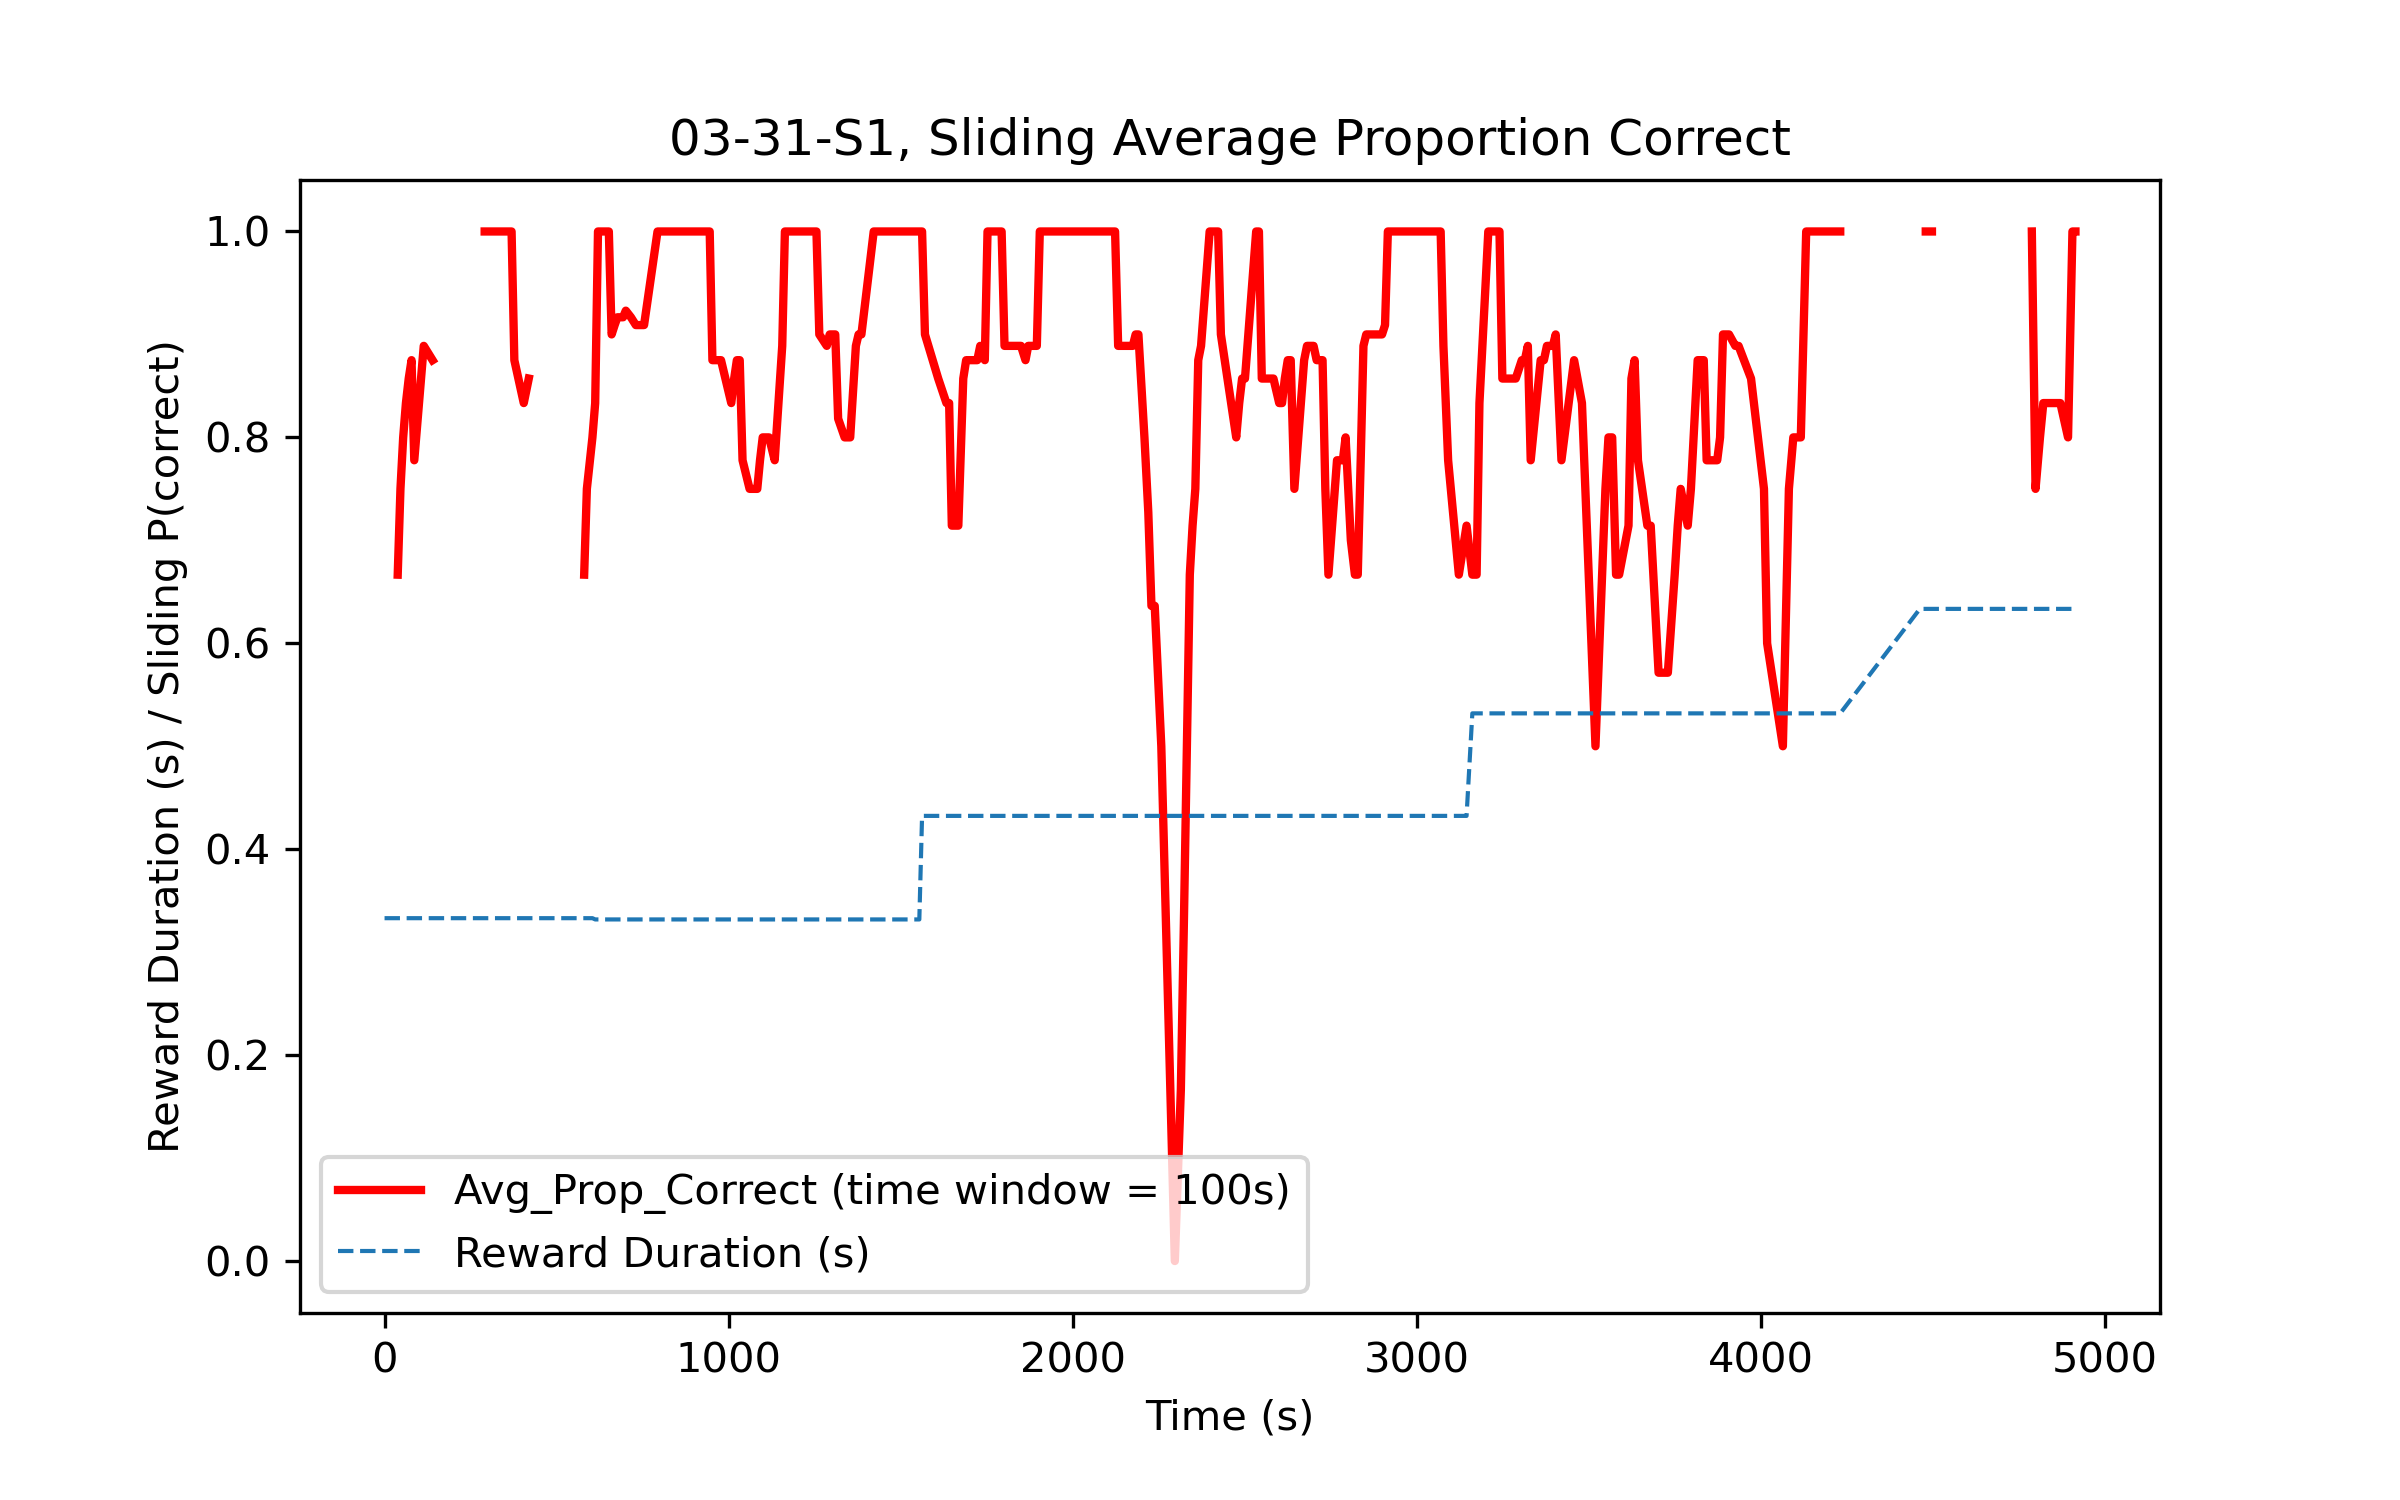 03-31-S1, Sliding Average Proportion Correct
Reward Duration (s) / Sliding P(correct)
1.0
0.8
0.6
0.4
0.2
0.0
Avg_Prop_Correct (time window = 100s)
Reward Duration (s)
0 1000 2000 3000 4000 5000
Time (s)